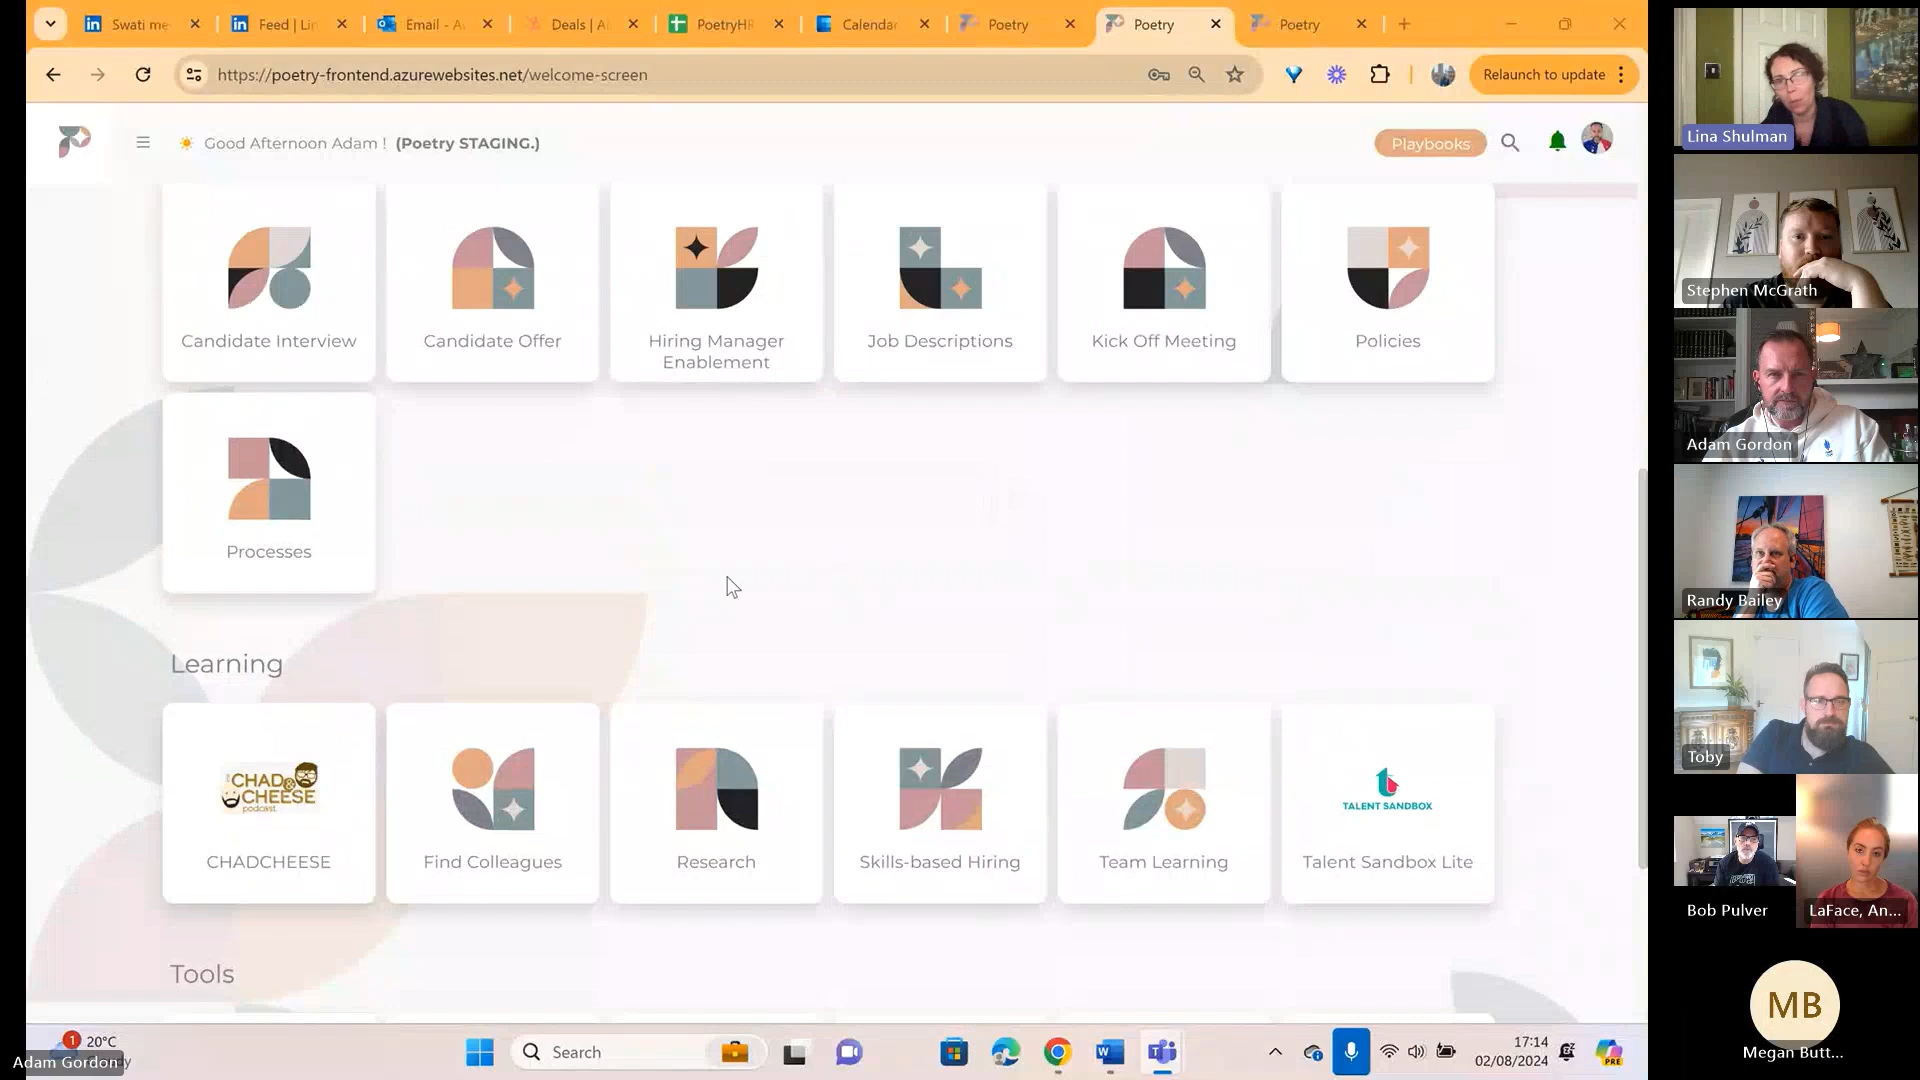 Swati me
Feed | Lin
Email - A
Deals | A
PoetryHR
Calendar
Poetry
Poetry
Poetry
https://poetry-frontend.azurewebsites.net/welcome-screen
Relaunch to update
Good Afternoon Adam ! (Poetry STAGING.)
Playbooks
Candidate Interview
Candidate Offer
Hiring Manager
Enablement
Job Descriptions
Kick Off Meeting
Policies
Processes
Learning
CHAD & CHEESE podcast.
TALENT SANDBOX
CHADCHEESE
Find Colleagues
Research
Skills-based Hiring
Team Learning
Talent Sandbox Lite
Tools
1
20°C
Adam Gordon
Search
PRE
17:14
02/08/2024
Lina Shulman
Stephen McGrath
Adam Gordon
Randy Bailey
Toby
Bob Pulver
LaFace, An...
MB
Megan Butt...